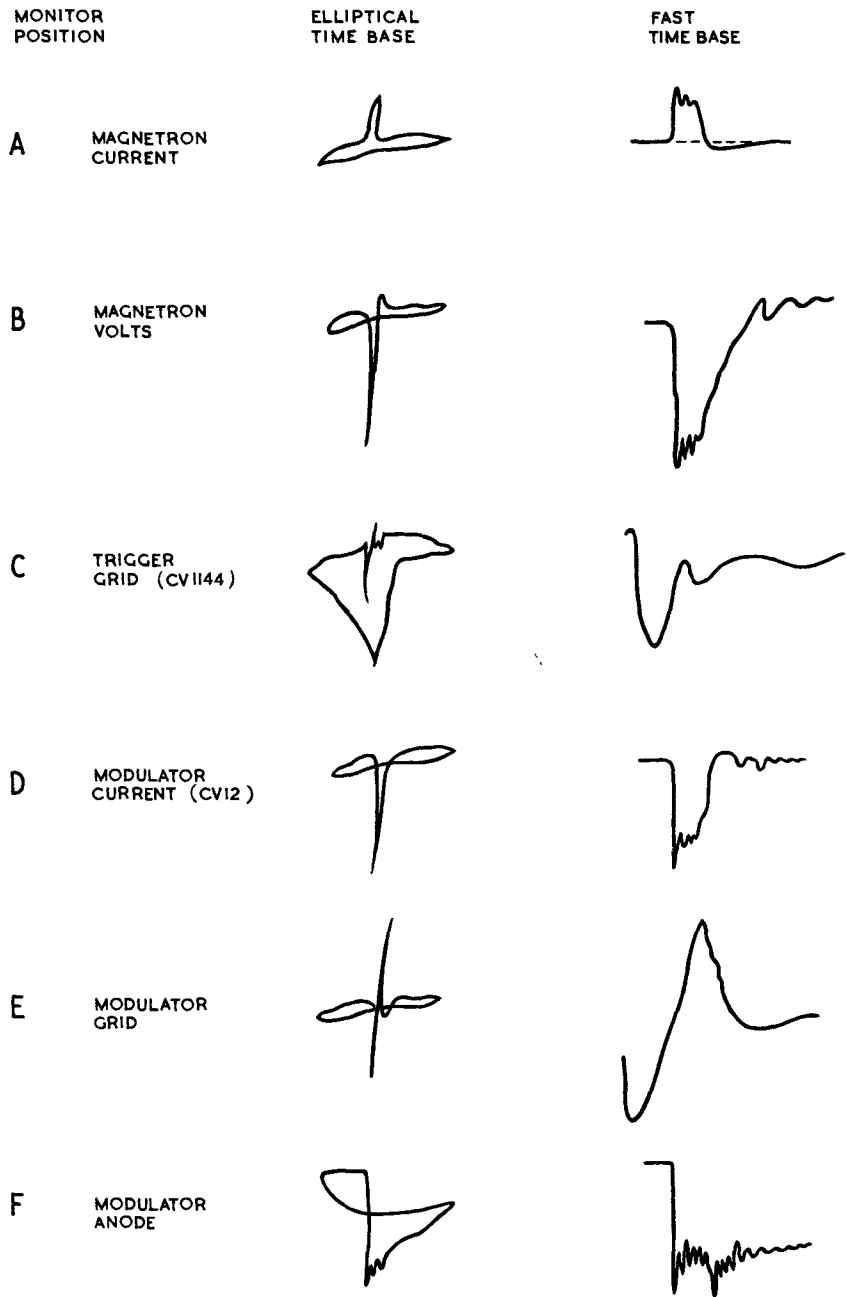 MONITOR POSITION
ELLIPTICAL TIME BASE
FAST TIME BASE
A
MAGNETRON
CURRENT
B
MAGNETRON
VOLTS
C
TRIGGER
GRID (CV1144)
D
MODULATOR
CURRENT (CV12)
E
MODULATOR
GRID
F
MODULATOR
ANODE